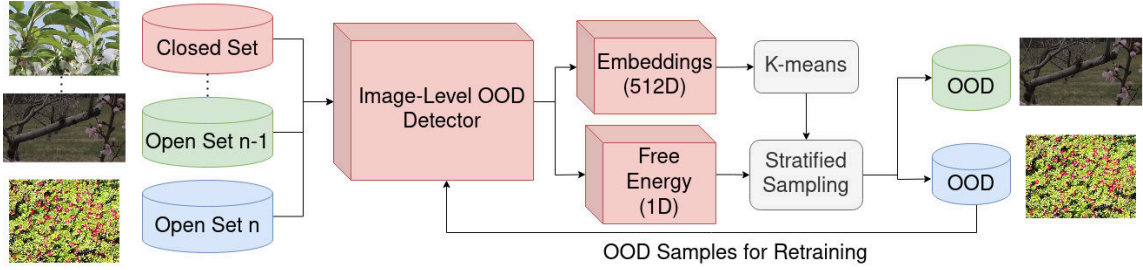 Closed Set
Open Set n-1
Open Set n
Image-Level OOD
Detector
Embeddings
(512D)
Free
Energy
(1D)
K-means
Stratified
Sampling
OOD
OOD
OOD Samples for Retraining